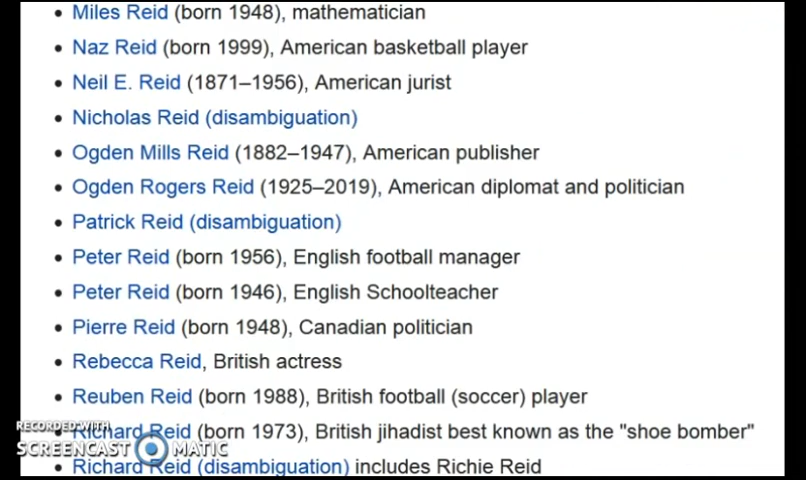 Miles Reid (born 1948), mathematician
Naz Reid (born 1999), American basketball player
Neil E. Reid (1871–1956), American jurist
Nicholas Reid (disambiguation)
Ogden Mills Reid (1882–1947), American publisher
Ogden Rogers Reid (1925–2019), American diplomat and politician
Patrick Reid (disambiguation)
Peter Reid (born 1956), English football manager
Peter Reid (born 1946), English Schoolteacher
Pierre Reid (born 1948), Canadian politician
Rebecca Reid, British actress
Reuben Reid (born 1988), British football (soccer) player
RECORDED WITH
Richard Reid (born 1973), British jihadist best known as the "shoe bomber"
SCREENCAST MATIC
Richard Reid (disambiguation) includes Richie Reid